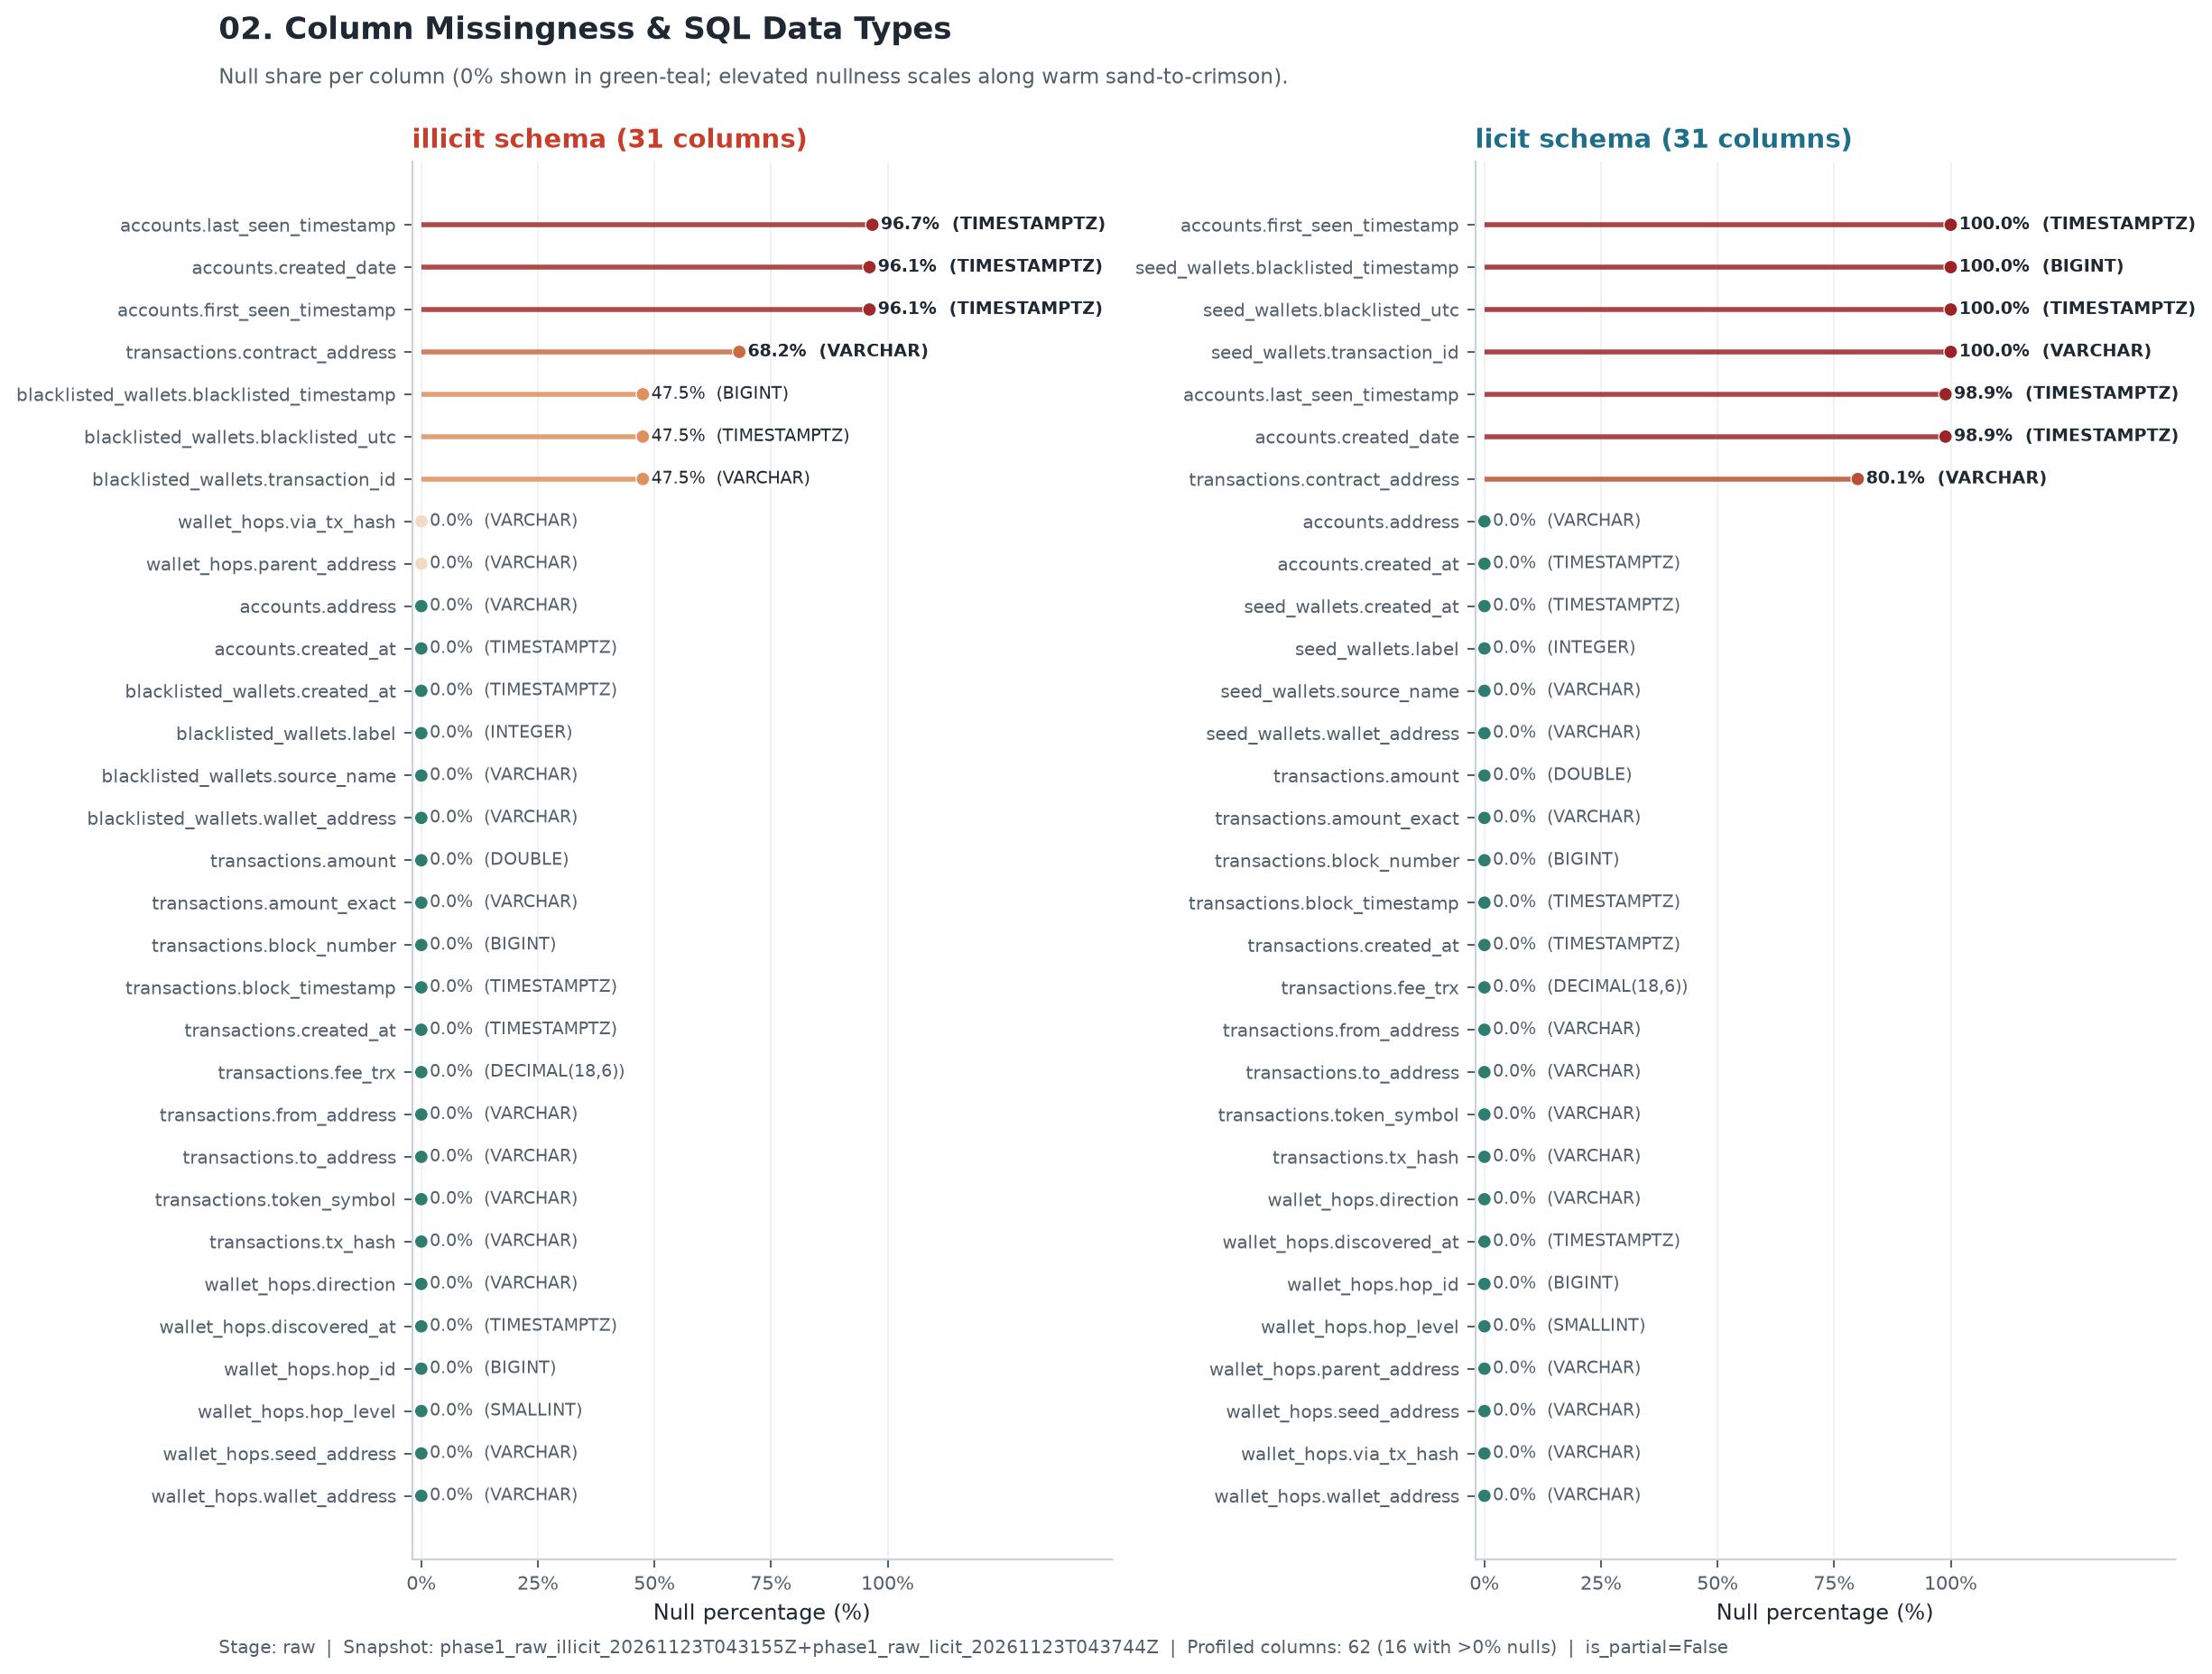 02. Column Missingness & SQL Data Types
Null share per column (0% shown in green-teal; elevated nullness scales along warm sand-to-crimson).
illicit schema (31 columns)
accounts.last_seen_timestamp 96.7% (TIMESTAMPTZ)
accounts.created_date 96.1% (TIMESTAMPTZ)
accounts.first_seen_timestamp 96.1% (TIMESTAMPTZ)
transactions.contract_address 68.2% (VARCHAR)
blacklisted_wallets.blacklisted_timestamp 47.5% (BIGINT)
blacklisted_wallets.blacklisted_utc 47.5% (TIMESTAMPTZ)
blacklisted_wallets.transaction_id 47.5% (VARCHAR)
wallet_hops.via_tx_hash 0.0% (VARCHAR)
wallet_hops.parent_address 0.0% (VARCHAR)
accounts.address 0.0% (VARCHAR)
accounts.created_at 0.0% (TIMESTAMPTZ)
blacklisted_wallets.created_at 0.0% (TIMESTAMPTZ)
blacklisted_wallets.label 0.0% (INTEGER)
blacklisted_wallets.source_name 0.0% (VARCHAR)
blacklisted_wallets.wallet_address 0.0% (VARCHAR)
transactions.amount 0.0% (DOUBLE)
transactions.amount_exact 0.0% (VARCHAR)
transactions.block_number 0.0% (BIGINT)
transactions.block_timestamp 0.0% (TIMESTAMPTZ)
transactions.created_at 0.0% (TIMESTAMPTZ)
transactions.fee_trx 0.0% (DECIMAL(18,6))
transactions.from_address 0.0% (VARCHAR)
transactions.to_address 0.0% (VARCHAR)
transactions.token_symbol 0.0% (VARCHAR)
transactions.tx_hash 0.0% (VARCHAR)
wallet_hops.direction 0.0% (VARCHAR)
wallet_hops.discovered_at 0.0% (TIMESTAMPTZ)
wallet_hops.hop_id 0.0% (BIGINT)
wallet_hops.hop_level 0.0% (SMALLINT)
wallet_hops.seed_address 0.0% (VARCHAR)
wallet_hops.wallet_address 0.0% (VARCHAR)
0% 25% 50% 75% 100%
Null percentage (%)
licit schema (31 columns)
accounts.first_seen_timestamp 100.0% (TIMESTAMPTZ)
seed_wallets.blacklisted_timestamp 100.0% (BIGINT)
seed_wallets.blacklisted_utc 100.0% (TIMESTAMPTZ)
seed_wallets.transaction_id 100.0% (VARCHAR)
accounts.last_seen_timestamp 98.9% (TIMESTAMPTZ)
accounts.created_date 98.9% (TIMESTAMPTZ)
transactions.contract_address 80.1% (VARCHAR)
accounts.address 0.0% (VARCHAR)
accounts.created_at 0.0% (TIMESTAMPTZ)
seed_wallets.created_at 0.0% (TIMESTAMPTZ)
seed_wallets.label 0.0% (INTEGER)
seed_wallets.source_name 0.0% (VARCHAR)
seed_wallets.wallet_address 0.0% (VARCHAR)
transactions.amount 0.0% (DOUBLE)
transactions.amount_exact 0.0% (VARCHAR)
transactions.block_number 0.0% (BIGINT)
transactions.block_timestamp 0.0% (TIMESTAMPTZ)
transactions.created_at 0.0% (TIMESTAMPTZ)
transactions.fee_trx 0.0% (DECIMAL(18,6))
transactions.from_address 0.0% (VARCHAR)
transactions.to_address 0.0% (VARCHAR)
transactions.token_symbol 0.0% (VARCHAR)
transactions.tx_hash 0.0% (VARCHAR)
wallet_hops.direction 0.0% (VARCHAR)
wallet_hops.discovered_at 0.0% (TIMESTAMPTZ)
wallet_hops.hop_id 0.0% (BIGINT)
wallet_hops.hop_level 0.0% (SMALLINT)
wallet_hops.parent_address 0.0% (VARCHAR)
wallet_hops.seed_address 0.0% (VARCHAR)
wallet_hops.via_tx_hash 0.0% (VARCHAR)
wallet_hops.wallet_address 0.0% (VARCHAR)
0% 25% 50% 75% 100%
Null percentage (%)
Stage: raw | Snapshot: phase1_raw_illicit_20261123T043155Z+phase1_raw_licit_20261123T043744Z | Profiled columns: 62 (16 with >0% nulls) | is_partial=False